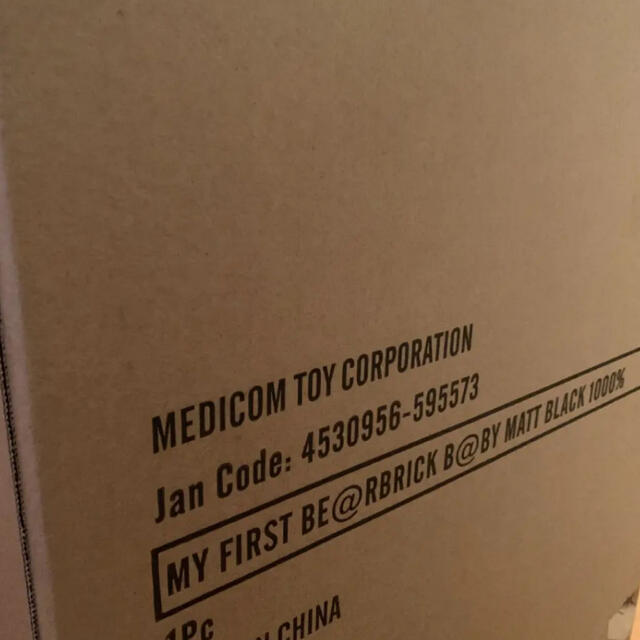 MEDICOM TOY CORPORATION
Jan Code: 4530956-595573
MY FIRST BE@RBRICK B@BY MATT BLACK 1000%
1Pc
CHINA